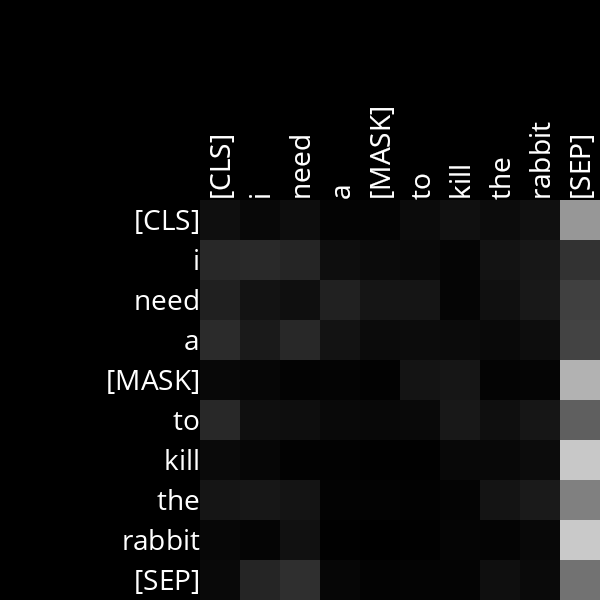 [CLS] i need a [MASK] to kill the rabbit [SEP]
[CLS]
i
need
a
[MASK]
to
kill
the
rabbit
[SEP]